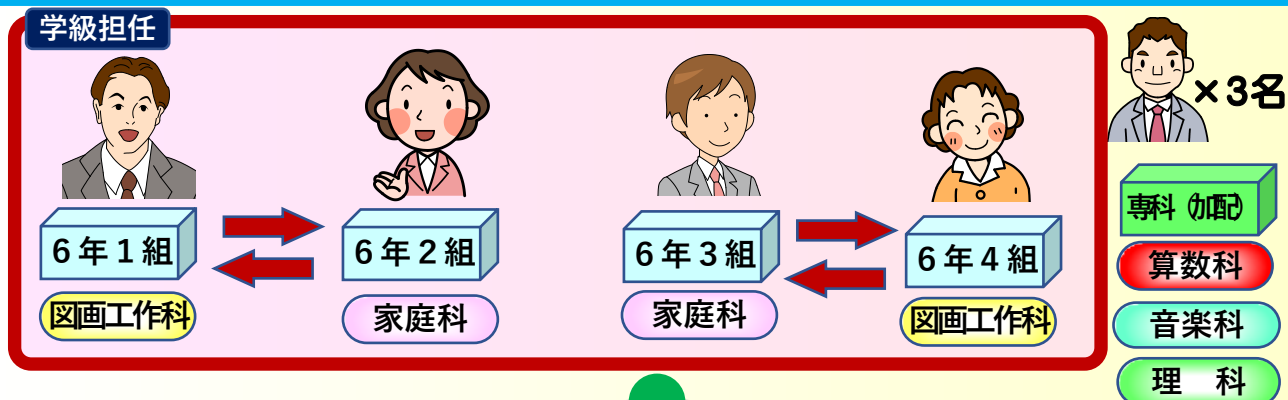 学級担任
×3名
6年1組
6年2組
6年3組
6年4組
専科(加配)
図画工作科
家庭科
家庭科
図画工作科
算数科
音楽科
理 科